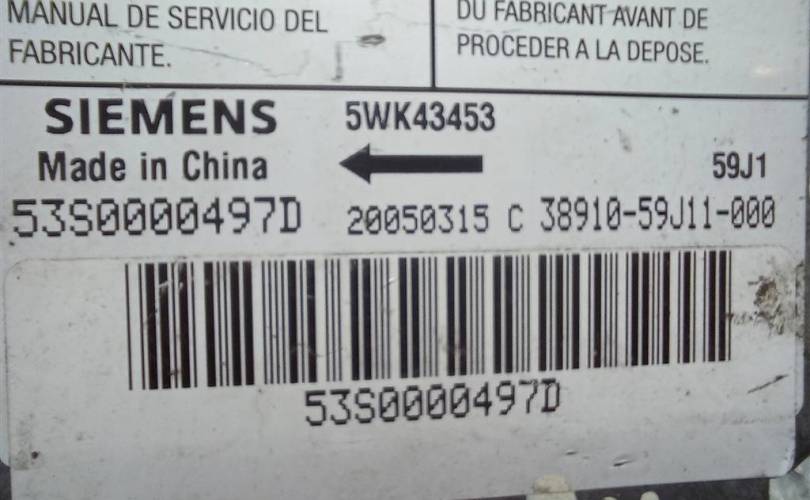 MANUAL DE SERVICIO DEL
FABRICANTE.
DU FABRICANT AVANT DE
PROCEDER A LA DEPOSE.
SIEMENS 5WK43453
Made in China 59J1
53S0000497D 20050315 C 38910-59J11-000
53S0000497D